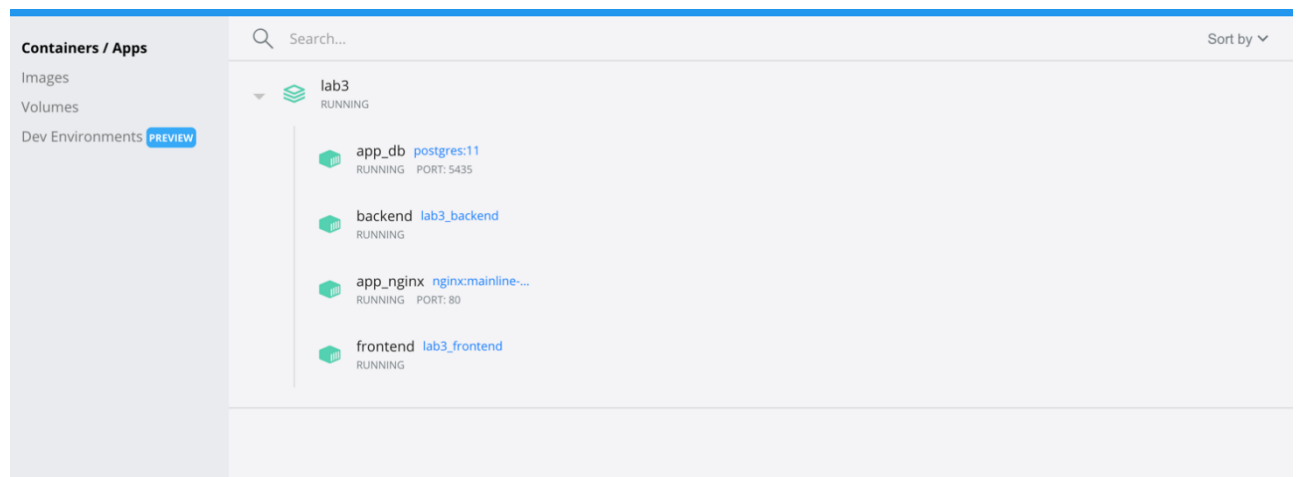 Containers / Apps
Images
Volumes
Dev Environments PREVIEW
Search...
Sort by
lab3
RUNNING
app_db postgres:11
RUNNING PORT: 5435
backend lab3_backend
RUNNING
app_nginx nginx:mainline-...
RUNNING PORT: 80
frontend lab3_frontend
RUNNING